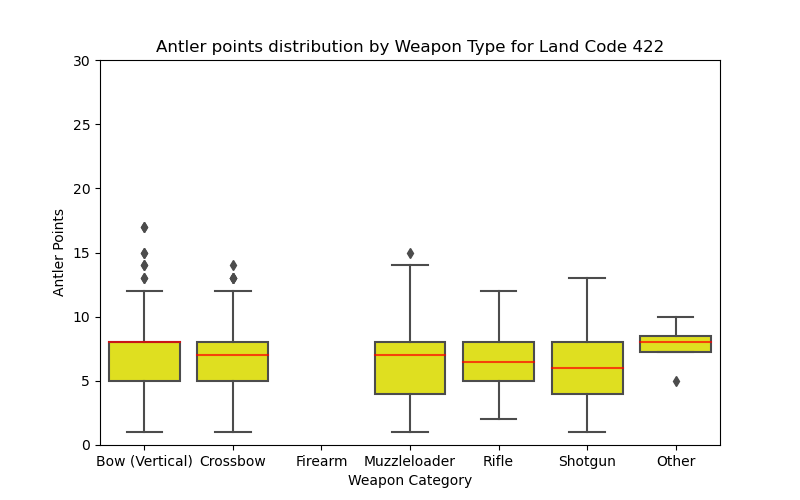 Antler points distribution by Weapon Type for Land Code 422
30
25
20
15
10
5
0
Antler Points
Bow (Vertical) Crossbow Firearm Muzzleloader Rifle Shotgun Other
Weapon Category